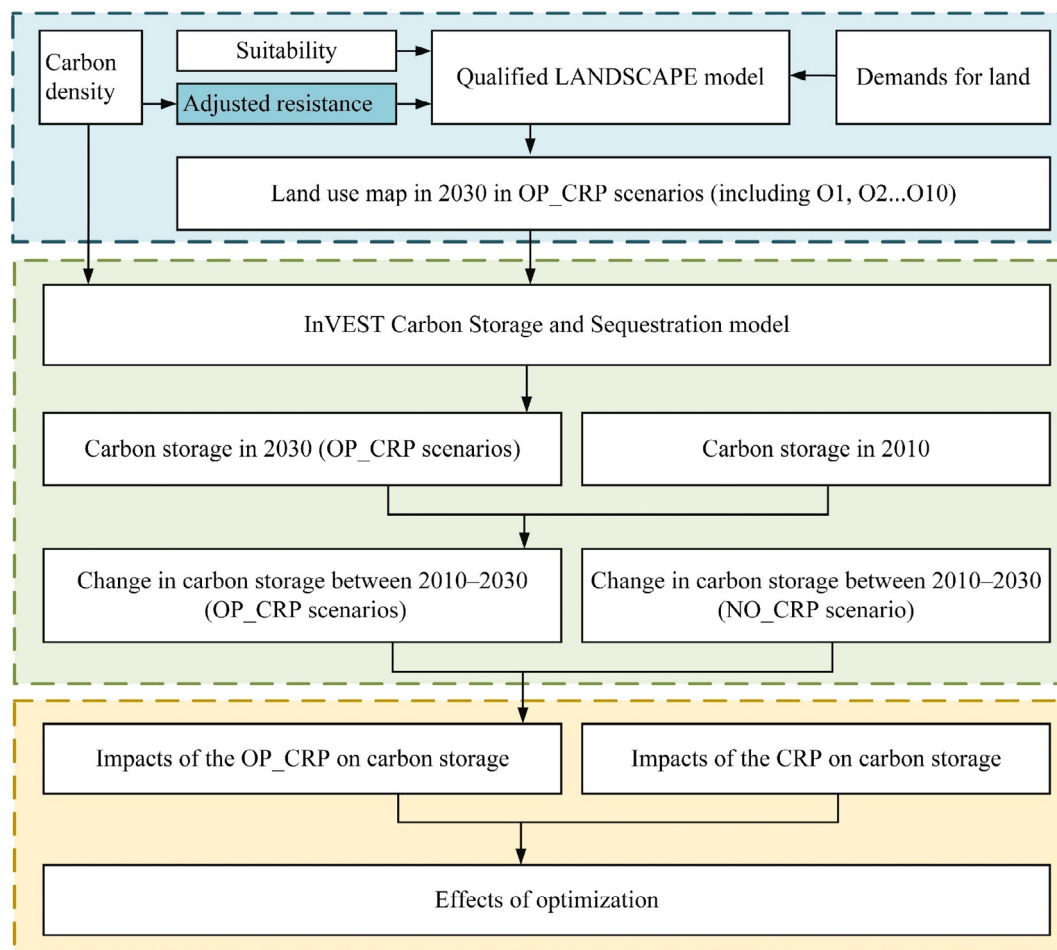 Carbon
density
Suitability
Adjusted resistance
Qualified LANDSCAPE model
Demands for land
Land use map in 2030 in OP_CRP scenarios (including O1, O2...O10)
InVEST Carbon Storage and Sequestration model
Carbon storage in 2030 (OP_CRP scenarios)
Carbon storage in 2010
Change in carbon storage between 2010–2030
(OP_CRP scenarios)
Change in carbon storage between 2010–2030
(NO_CRP scenario)
Impacts of the OP_CRP on carbon storage
Impacts of the CRP on carbon storage
Effects of optimization